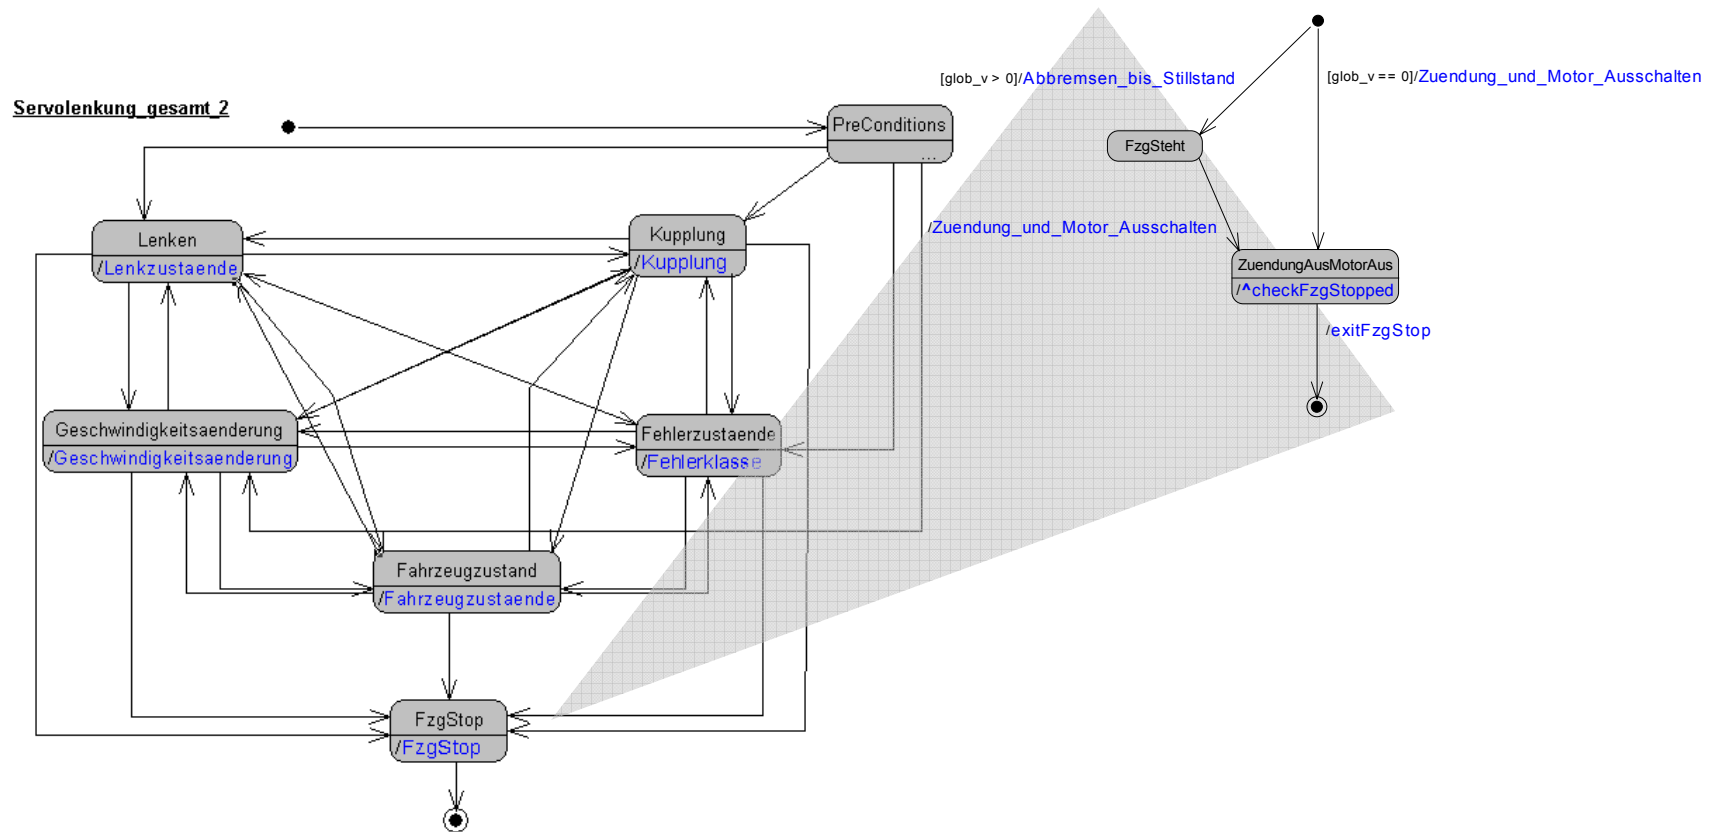 [glob_v > 0]/Abbremsen_bis_Stillstand
[glob_v == 0]/Zuendung_und_Motor_Ausschalten
Servolenkung_gesamt_2
PreConditions
...
FzgSteht
Lenken
/Lenkzustaende
Kupplung
/Kupplung
/Zuendung_und_Motor_Ausschalten
ZuendungAusMotorAus
/^checkFzgStopped
/exitFzgStop
Geschwindigkeitsaenderung
/Geschwindigkeitsaenderung
Fehlerzustaende
/Fehlerklasse
Fahrzeugzustand
/Fahrzeugzustaende
FzgStop
/FzgStop